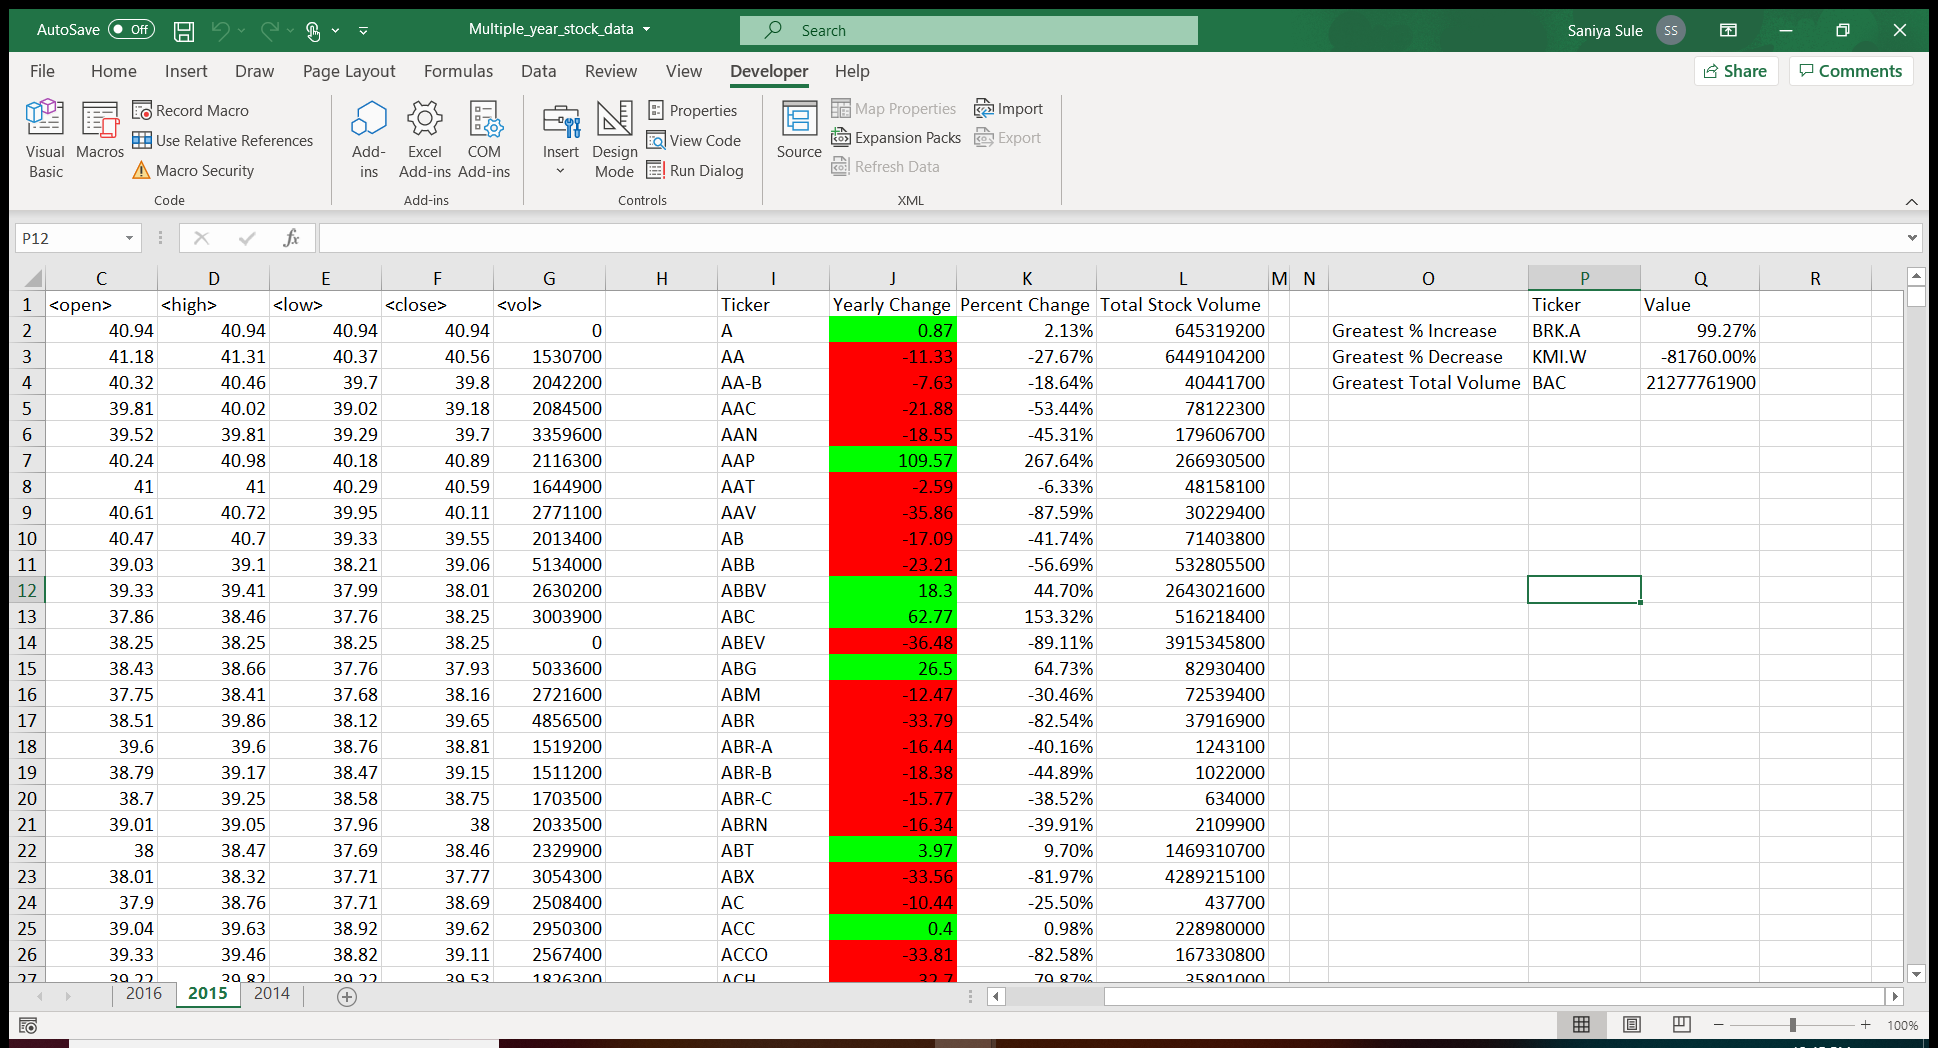 AutoSave Off Multiple_year_stock_data Search Saniya Sule SS
File Home Insert Draw Page Layout Formulas Data Review View Developer Help Share Comments
Visual Basic
Macros
Record Macro
Use Relative References
Macro Security
Code
Add-ins
Excel Add-ins
COM Add-ins
Add-ins
Insert
Design Mode
Properties
View Code
Run Dialog
Controls
Source
Map Properties
Expansion Packs
Refresh Data
Import
Export
XML
P12 fx
C D E F G H I J K L M N O P Q R
1 <open> <high> <low> <close> <vol> Ticker Yearly Change Percent Change Total Stock Volume Ticker Value
2 40.94 40.94 40.94 40.94 0 A 0.87 2.13% 645319200 Greatest % Increase BRK.A 99.27%
3 41.18 41.31 40.37 40.56 1530700 AA -11.33 -27.67% 6449104200 Greatest % Decrease KMI.W -81760.00%
4 40.32 40.46 39.7 39.8 2042200 AA-B -7.63 -18.64% 40441700 Greatest Total Volume BAC 21277761900
5 39.81 40.02 39.02 39.18 2084500 AAC -21.88 -53.44% 78122300
6 39.52 39.81 39.29 39.7 3359600 AAN -18.55 -45.31% 179606700
7 40.24 40.98 40.18 40.89 2116300 AAP 109.57 267.64% 266930500
8 41 41 40.29 40.59 1644900 AAT -2.59 -6.33% 48158100
9 40.61 40.72 39.95 40.11 2771100 AAV -35.86 -87.59% 30229400
10 40.47 40.7 39.33 39.55 2013400 AB -17.09 -41.74% 71403800
11 39.03 39.1 38.21 39.06 5134000 ABB -23.21 -56.69% 532805500
12 39.33 39.41 37.99 38.01 2630200 ABBV 18.3 44.70% 2643021600
13 37.86 38.46 37.76 38.25 3003900 ABC 62.77 153.32% 516218400
14 38.25 38.25 38.25 38.25 0 ABEV -36.48 -89.11% 3915345800
15 38.43 38.66 37.76 37.93 5033600 ABG 26.5 64.73% 82930400
16 37.75 38.41 37.68 38.16 2721600 ABM -12.47 -30.46% 72539400
17 38.51 39.86 38.12 39.65 4856500 ABR -33.79 -82.54% 37916900
18 39.6 39.6 38.76 38.81 1519200 ABR-A -16.44 -40.16% 1243100
19 38.79 39.17 38.47 39.15 1511200 ABR-B -18.38 -44.89% 1022000
20 38.7 39.25 38.58 38.75 1703500 ABR-C -15.77 -38.52% 634000
21 39.01 39.05 37.96 38 2033500 ABRN -16.34 -39.91% 2109900
22 38 38.47 37.69 38.46 2329900 ABT 3.97 9.70% 1469310700
23 38.01 38.32 37.71 37.77 3054300 ABX -33.56 -81.97% 4289215100
24 37.9 38.76 37.71 38.69 2508400 AC -10.44 -25.50% 437700
25 39.04 39.63 38.92 39.62 2950300 ACC 0.4 0.98% 228980000
26 39.33 39.46 38.82 39.11 2567400 ACCO -33.81 -82.58% 167330800
27 39.22 39.82 39.22 39.53 1826300 ACH -32.7 -79.87% 35801000
2016 2015 2014
100%